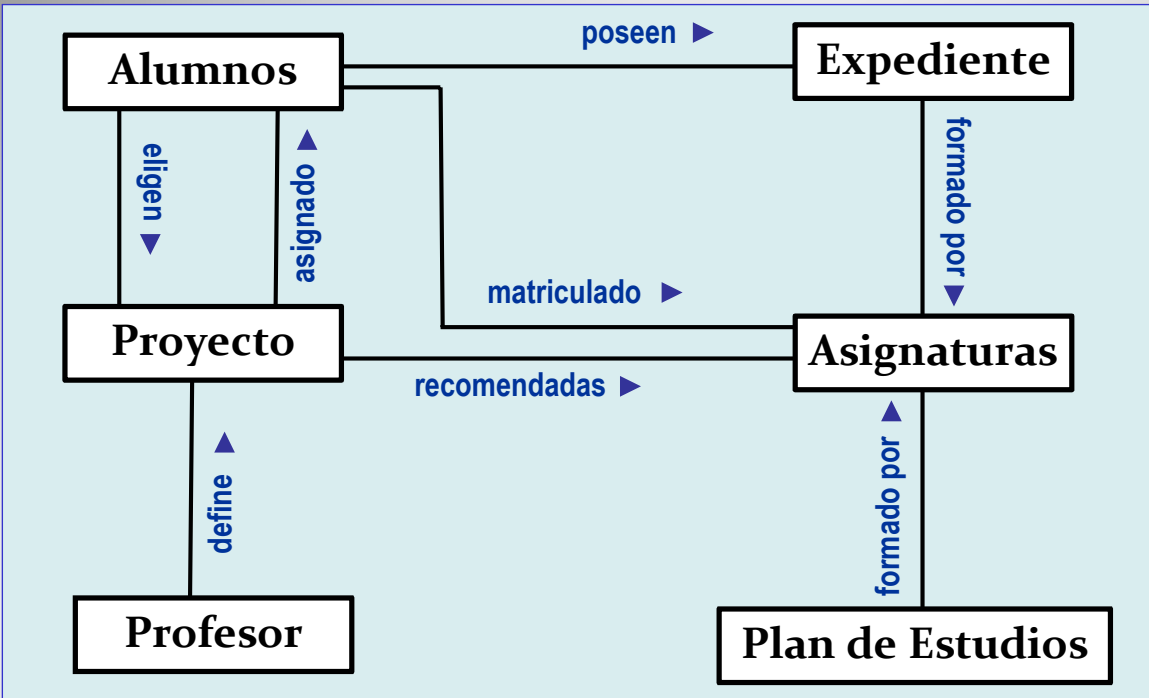 poseen ►
Alumnos
Expediente
eligen ►
asignado ►
formado por ►
matriculado ►
Proyecto
Asignaturas
recomendadas ►
define ►
formado por ►
Profesor
Plan de Estudios